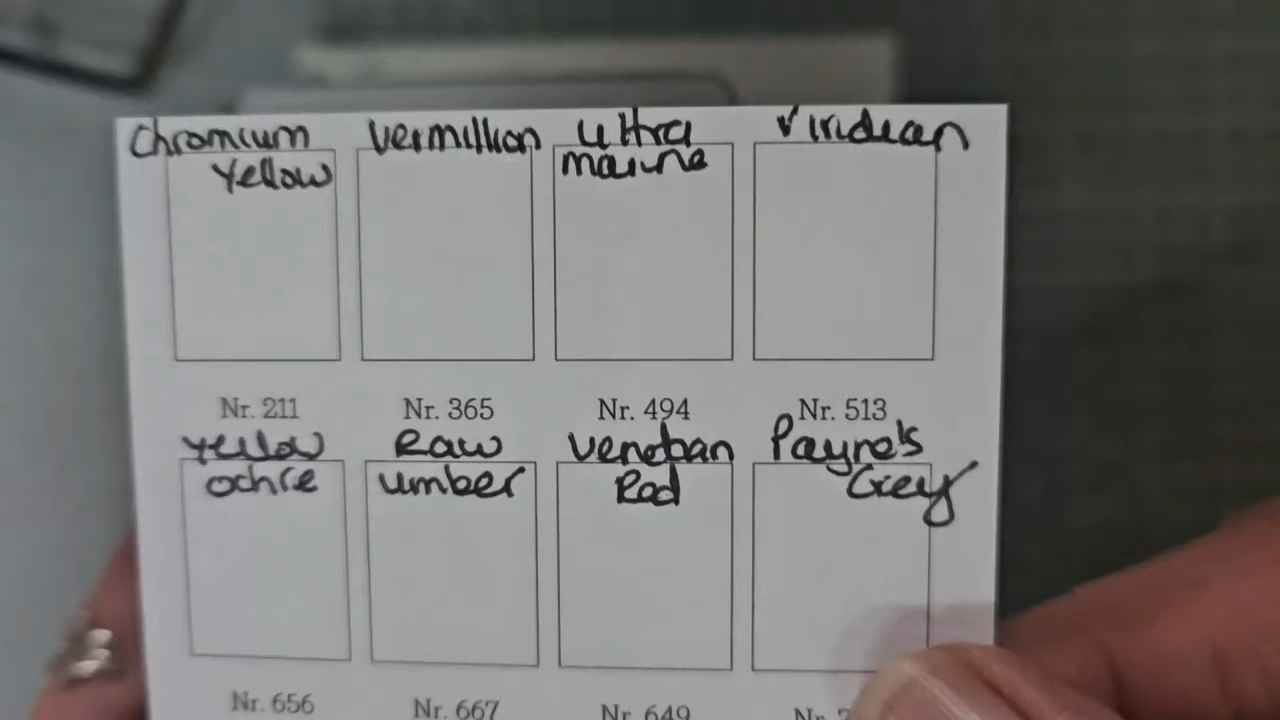 Chromium Yellow
Vermillion
Ultra marine
Viridean
Nr. 211
Nr. 365
Nr. 494
Nr. 513
Yellow ochre
Raw umber
Venetian Red
Payne's Grey
Nr. 656
Nr. 667
Nr. 649
Nr.